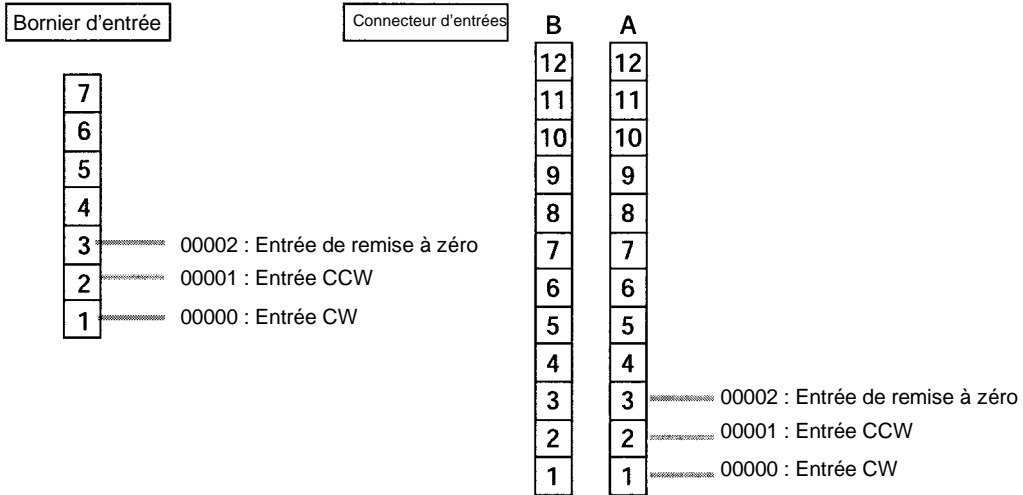 Bornier d'entrée
Connecteur d'entrées
7
6
5
4
3 00002 : Entrée de remise à zéro
2 00001 : Entrée CCW
1 00000 : Entrée CW
B A
12 12
11 11
10 10
9 9
8 8
7 7
6 6
5 5
4 4
3 3 00002 : Entrée de remise à zéro
2 2 00001 : Entrée CCW
1 1 00000 : Entrée CW